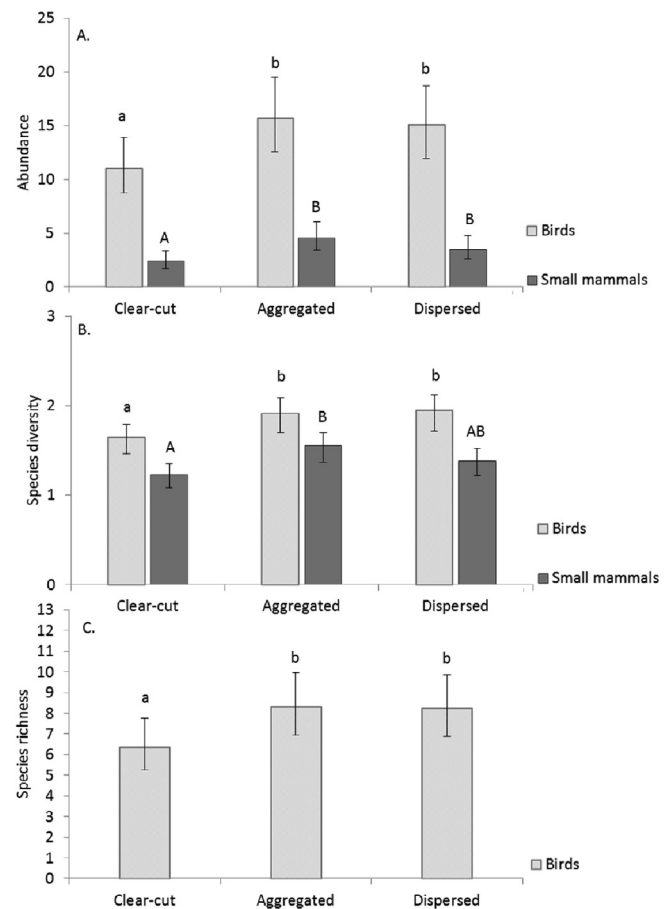 25
A.
b
b
20
a
15
Abundance
10
B
B
Birds
A
5
Small mammals
0
Clear-cut
Aggregated
Dispersed
3
B.
b
b
a
B
2
A
AB
Species diversity
1
Birds
Small mammals
0
Clear-cut
Aggregated
Dispersed
13
C.
12
11
b
b
10
9
a
8
7
Species richness
6
5
4
3
2
1
0
Birds
Clear-cut
Aggregated
Dispersed